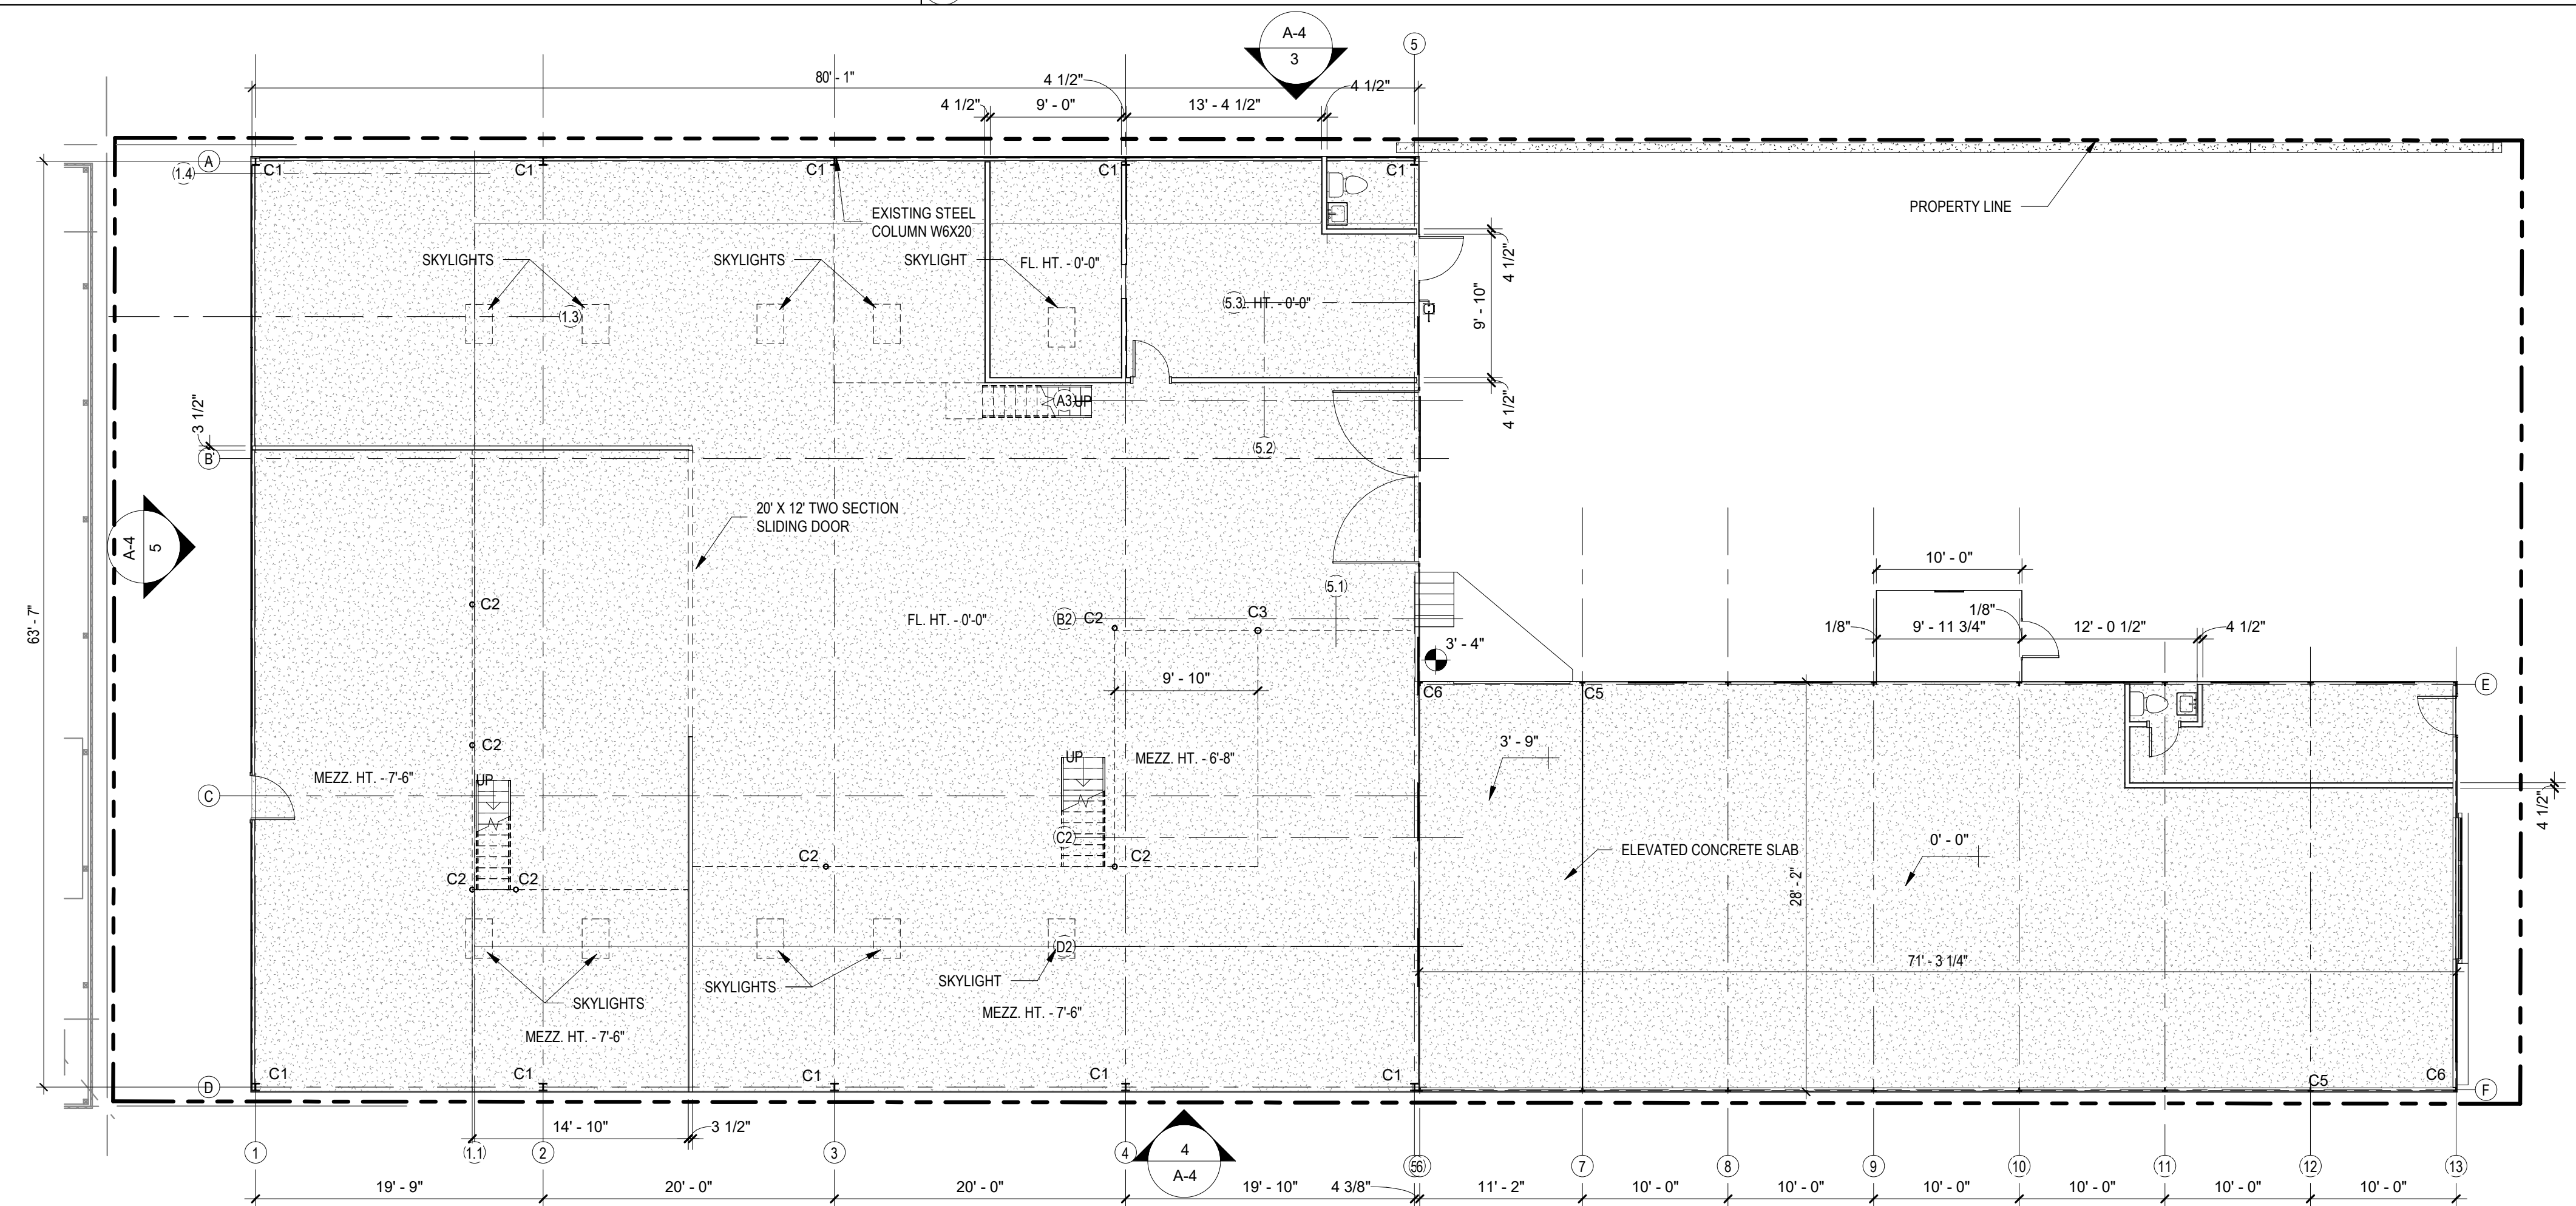 A-4
3
5
80' - 1"
4 1/2"
4 1/2"
4 1/2"
9' - 0"
13' - 4 1/2"
A
1.4
C1
C1
C1
C1
C1
EXISTING STEEL
COLUMN W6X20
PROPERTY LINE
SKYLIGHTS
SKYLIGHTS
SKYLIGHT
FL. HT. - 0'-0"
1.3
5.3
HT. - 0'-0"
4 1/2"
9' - 10"
4 1/2"
A3
UP
3 1/2"
B
5.2
20' X 12' TWO SECTION
SLIDING DOOR
A-4
5
63' - 7"
10' - 0"
5.1
C2
FL. HT. - 0'-0"
B2
C2
C3
1/8"
1/8"
9' - 11 3/4"
12' - 0 1/2"
4 1/2"
3' - 4"
9' - 10"
C6
C5
E
C2
3' - 9"
UP
MEZZ. HT. - 6'-8"
MEZZ. HT. - 7'-6"
UP
C
4 1/2"
C2
0' - 0"
ELEVATED CONCRETE SLAB
C2
C2
C2
C2
28' - 2"
D2
71' - 3 1/4"
SKYLIGHTS
SKYLIGHTS
SKYLIGHT
MEZZ. HT. - 7'-6"
MEZZ. HT. - 7'-6"
C1
C1
C1
C1
C1
C5
C6
D
F
14' - 10"
3 1/2"
4
A-4
1
1.1
2
3
4
5
6
7
8
9
10
11
12
13
19' - 9"
20' - 0"
20' - 0"
19' - 10"
4 3/8"
11' - 2"
10' - 0"
10' - 0"
10' - 0"
10' - 0"
10' - 0"
10' - 0"